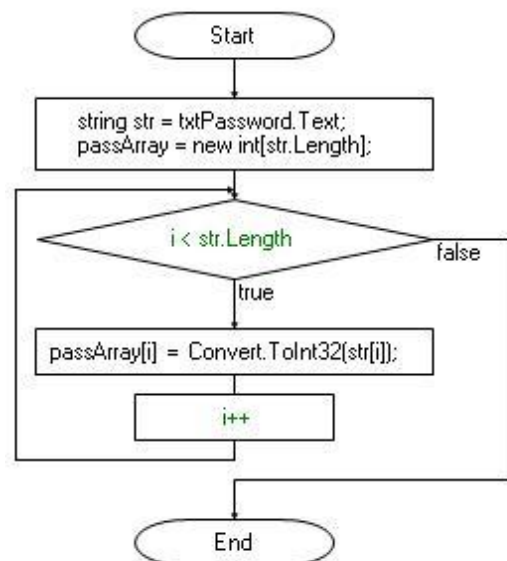 Start
string str = txtPassword.Text;
passArray = new int[str.Length];
i < str.Length
false
true
passArray[i] = Convert.ToInt32(str[i]);
i++
End